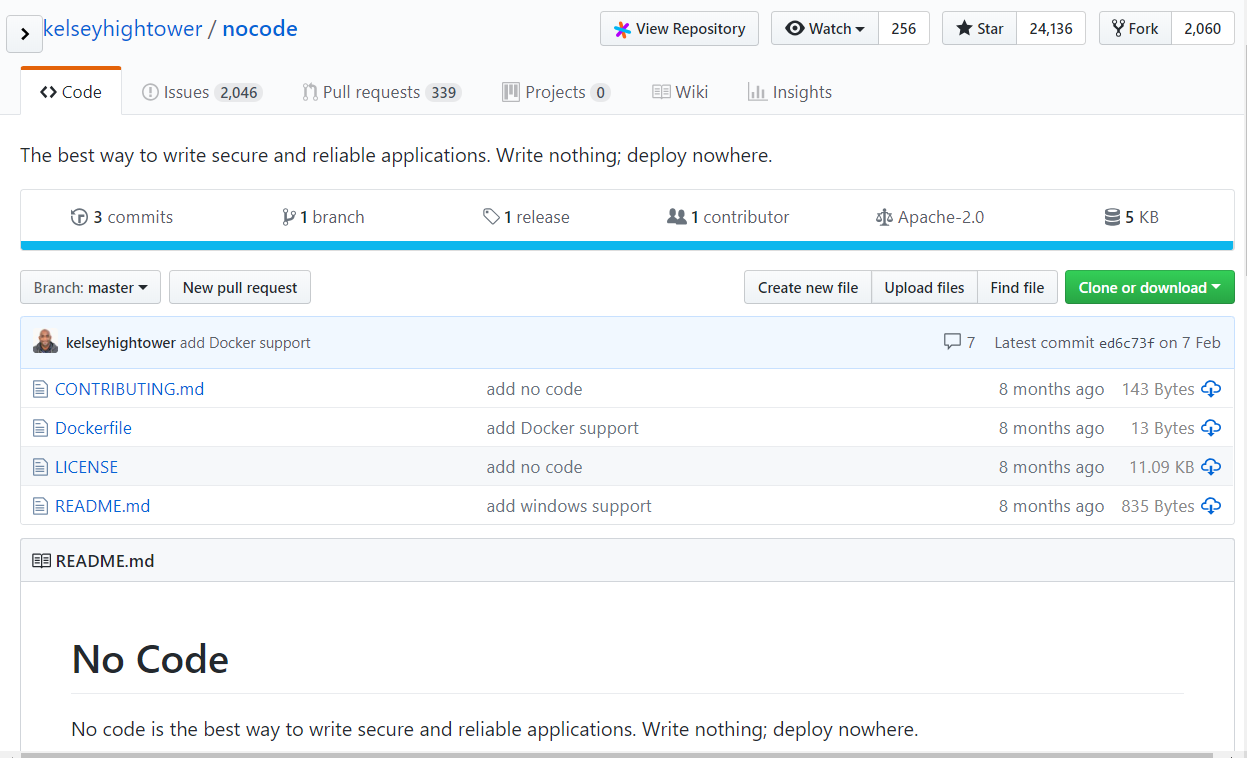 kelseyhightower / nocode View Repository Watch 256 Star 24,136 Fork 2,060
Code Issues 2,046 Pull requests 339 Projects 0 Wiki Insights
The best way to write secure and reliable applications. Write nothing; deploy nowhere.
3 commits 1 branch 1 release 1 contributor Apache-2.0 5 KB
Branch: master New pull request Create new file Upload files Find file Clone or download
kelseyhightower add Docker support 7 Latest commit ed6c73f on 7 Feb
CONTRIBUTING.md add no code 8 months ago 143 Bytes
Dockerfile add Docker support 8 months ago 13 Bytes
LICENSE add no code 8 months ago 11.09 KB
README.md add windows support 8 months ago 835 Bytes
README.md
No Code
No code is the best way to write secure and reliable applications. Write nothing; deploy nowhere.